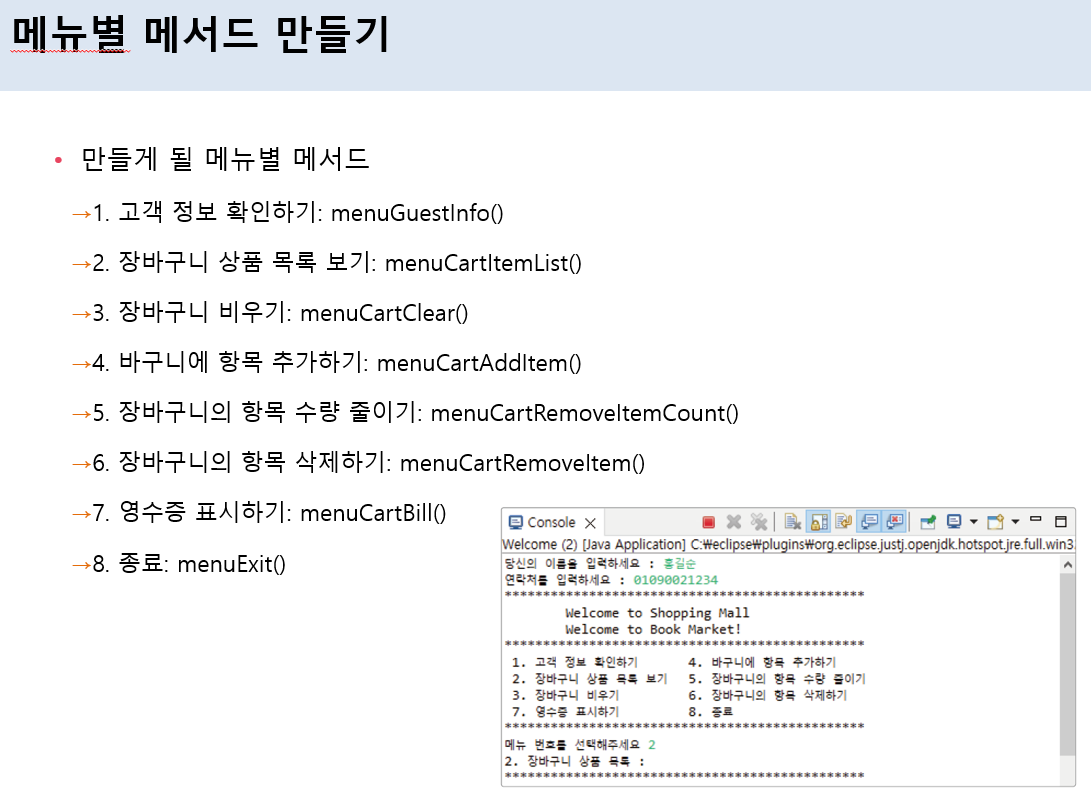 메뉴별 메서드 만들기
• 만들게 될 메뉴별 메서드
→1. 고객 정보 확인하기: menuGuestInfo()
→2. 장바구니 상품 목록 보기: menuCartItemList()
→3. 장바구니 비우기: menuCartClear()
→4. 바구니에 항목 추가하기: menuCartAddItem()
→5. 장바구니의 항목 수량 줄이기: menuCartRemoveItemCount()
→6. 장바구니의 항목 삭제하기: menuCartRemoveItem()
→7. 영수증 표시하기: menuCartBill()
→8. 종료: menuExit()
Console
Welcome (2) [Java Application] C:₩eclipse₩plugins₩org.eclipse.justj.openjdk.hotspot.jre.full.win3
당신의 이름을 입력하세요 : 홍길순
연락처를 입력하세요 : 01090021234
***********************************************
Welcome to Shopping Mall
Welcome to Book Market!
***********************************************
1. 고객 정보 확인하기 4. 바구니에 항목 추가하기
2. 장바구니 상품 목록 보기 5. 장바구니의 항목 수량 줄이기
3. 장바구니 비우기 6. 장바구니의 항목 삭제하기
7. 영수증 표시하기 8. 종료
***********************************************
메뉴 번호를 선택해주세요 2
2. 장바구니 상품 목록 :
***********************************************